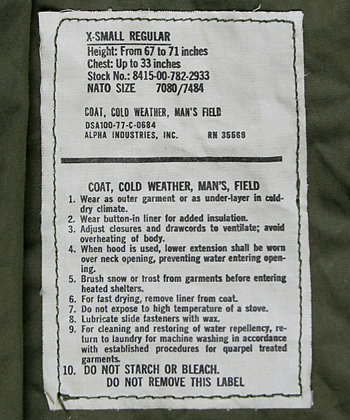 X-SMALL REGULAR
Height: From 67 to 71 inches
Chest: Up to 33 inches
Stock No.: 8415-00-782-2933
NATO SIZE 7080/7484
COAT, COLD WEATHER, MAN'S FIELD
DSA100-77-C-0684
ALPHA INDUSTRIES, INC. RN 35569
COAT, COLD WEATHER, MAN'S, FIELD
1. Wear as outer garment or as under-layer in cold-
dry climate.
2. Wear button-in liner for added insulation.
3. Adjust closures and drawcords to ventilate; avoid
overheating of body.
4. When hood is used, lower extension shall be worn
over neck opening, preventing water entering open-
ing.
5. Brush snow or trost from garments before entering
heated shelters.
6. For fast drying, remove liner from coat.
7. Do not expose to high temperature of a stove.
8. Lubricate slide fasteners with wax.
9. For cleaning and restoring of water repellency, re-
turn to laundry for machine washing in accordance
with established procedures for quarpel treated
garments.
10. DO NOT STARCH OR BLEACH.
DO NOT REMOVE THIS LABEL